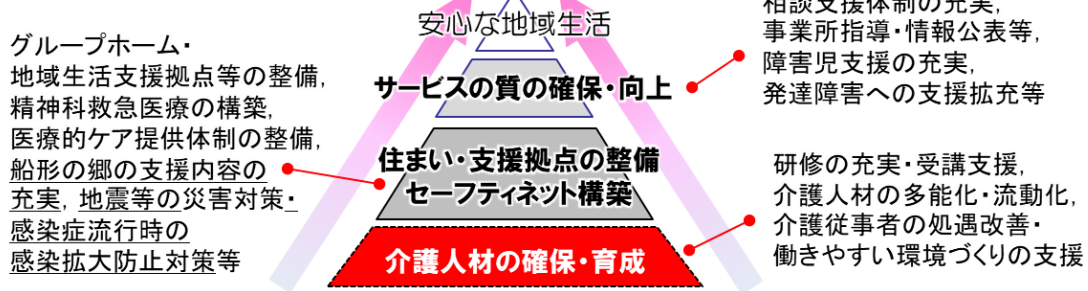 グループホーム・
地域生活支援拠点等の整備,
精神科救急医療の構築,
医療的ケア提供体制の整備,
船形の郷の支援内容の
充実, 地震等の災害対策・
感染症流行時の
感染拡大防止対策等
安心な地域生活
サービスの質の確保・向上
住まい・支援拠点の整備
セーフティネット構築
介護人材の確保・育成
相談支援体制の充実,
事業所指導・情報公表等,
障害児支援の充実,
発達障害への支援拡充等
研修の充実・受講支援,
介護人材の多能化・流動化,
介護従事者の処遇改善・
働きやすい環境づくりの支援